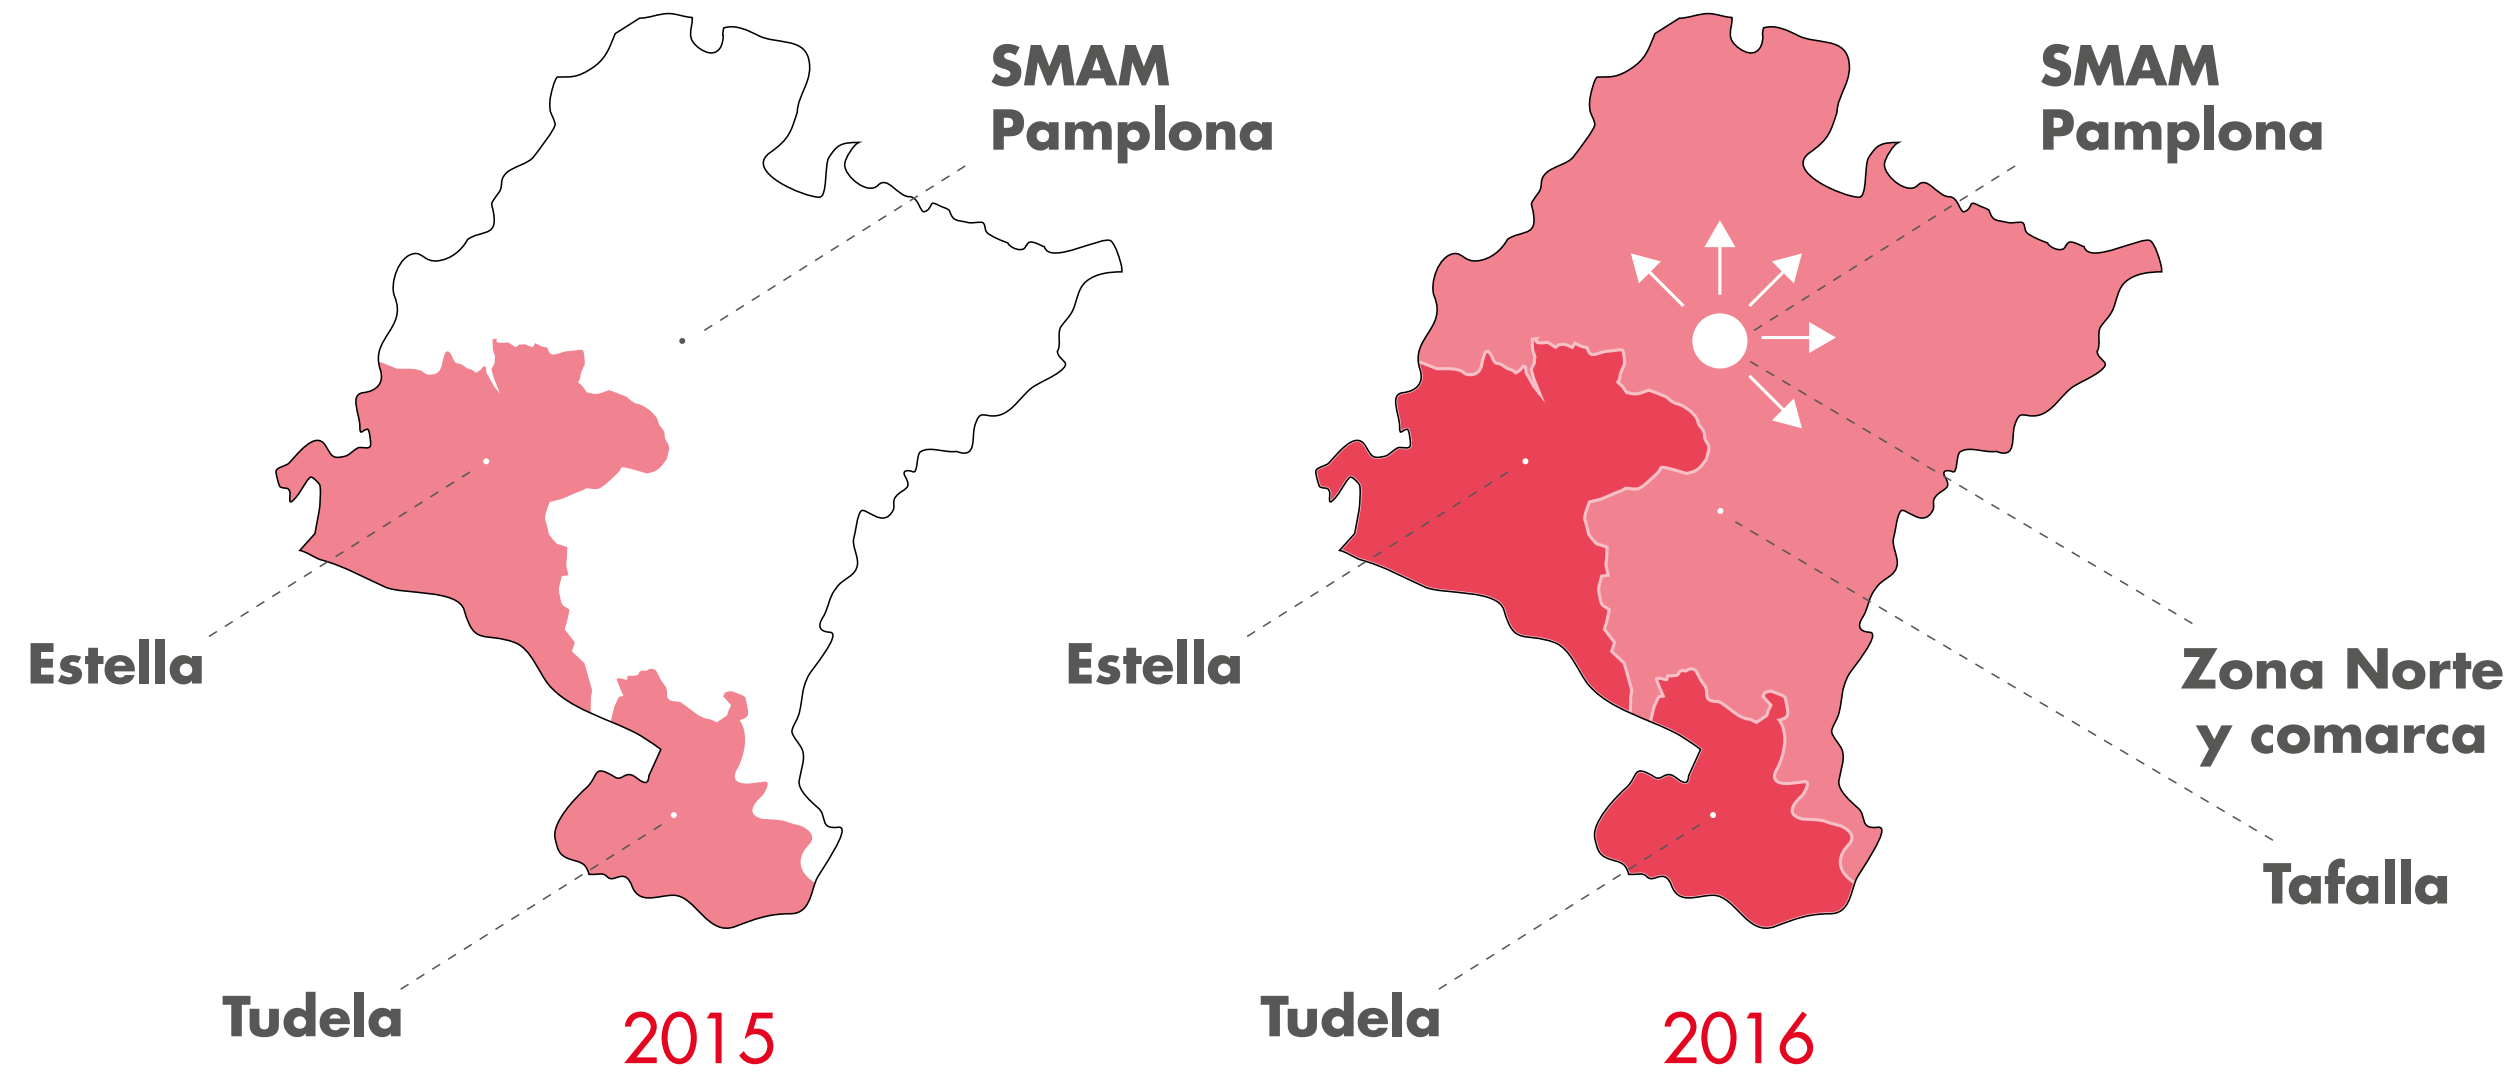 SMAM
Pamplona
Estella
Tudela
2015
SMAM
Pamplona
Estella
Zona Norte
y comarca
Tafalla
Tudela
2016